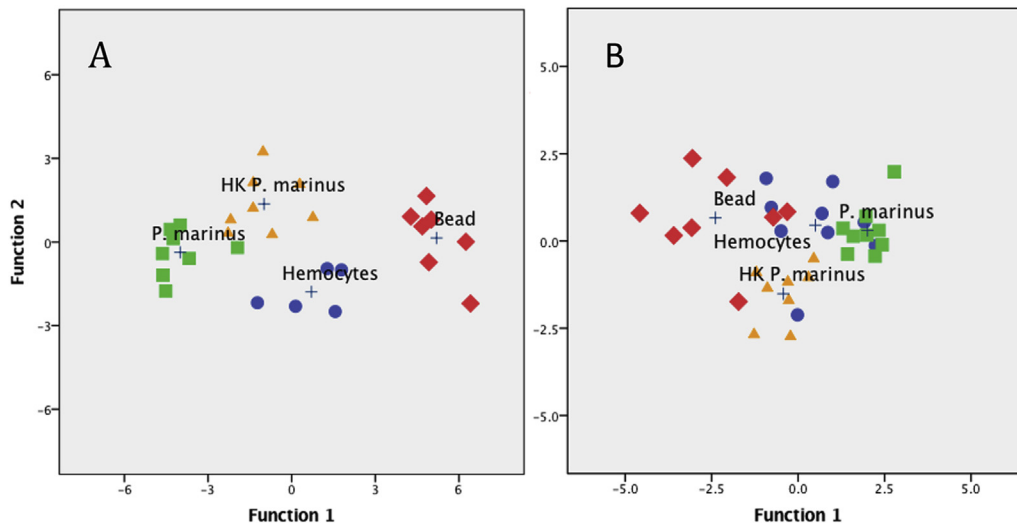 A
B
Function 2
6
3
0
-3
-6
HK P. marinus
P. marinus
Bead
Hemocytes
-6
-3
0
3
6
Function 1
5.0
2.5
0.0
-2.5
-5.0
Bead
P. marinus
Hemocytes
HK P. marinus
-5.0
-2.5
0.0
2.5
5.0
Function 1